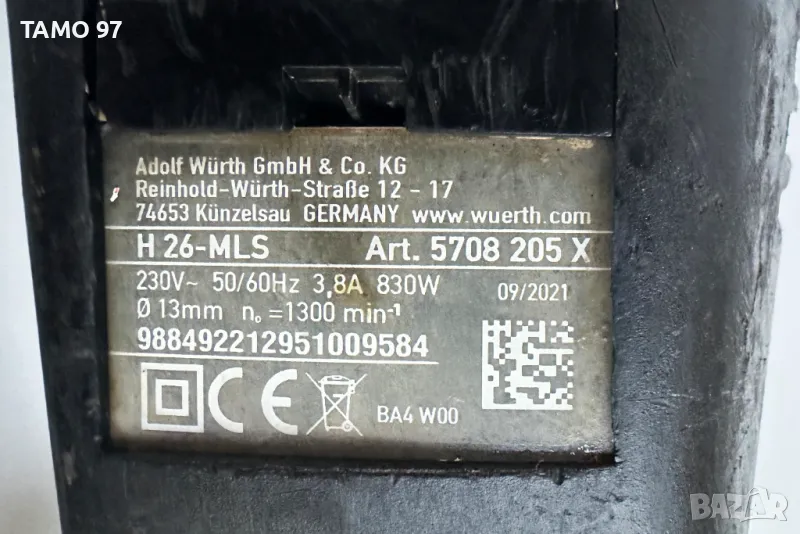 TAMO 97
Adolf Würth GmbH & Co. KG
Reinhold-Würth-Straße 12 - 17
74653 Künzelsau GERMANY www.wuerth.com
H 26-MLS Art. 5708 205 X
230V~ 50/60Hz 3,8A 830W 09/2021
Ø 13mm n₀ =1300 min⁻¹
988492212951009584
CE BA4 W00
BAZAR